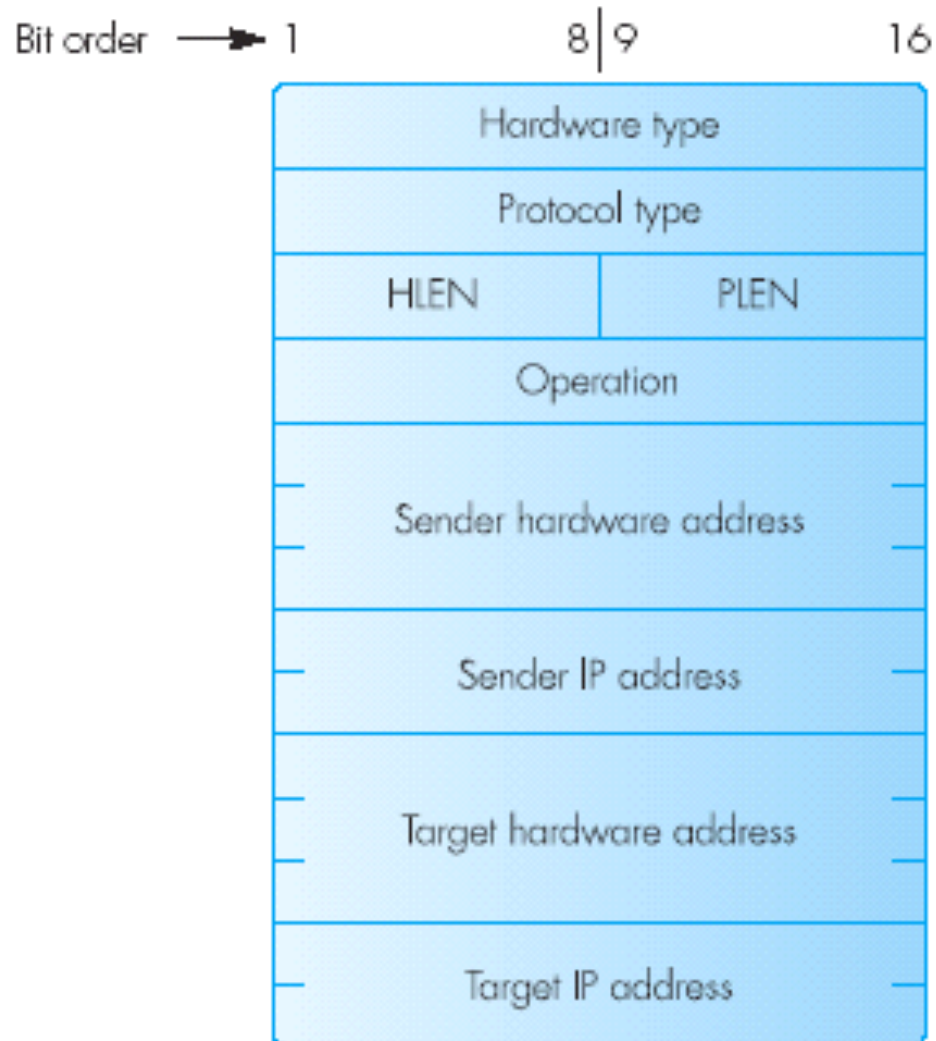 Bit order 1 8 9 16
Hardware type
Protocol type
HLEN PLEN
Operation
Sender hardware address
Sender IP address
Target hardware address
Target IP address